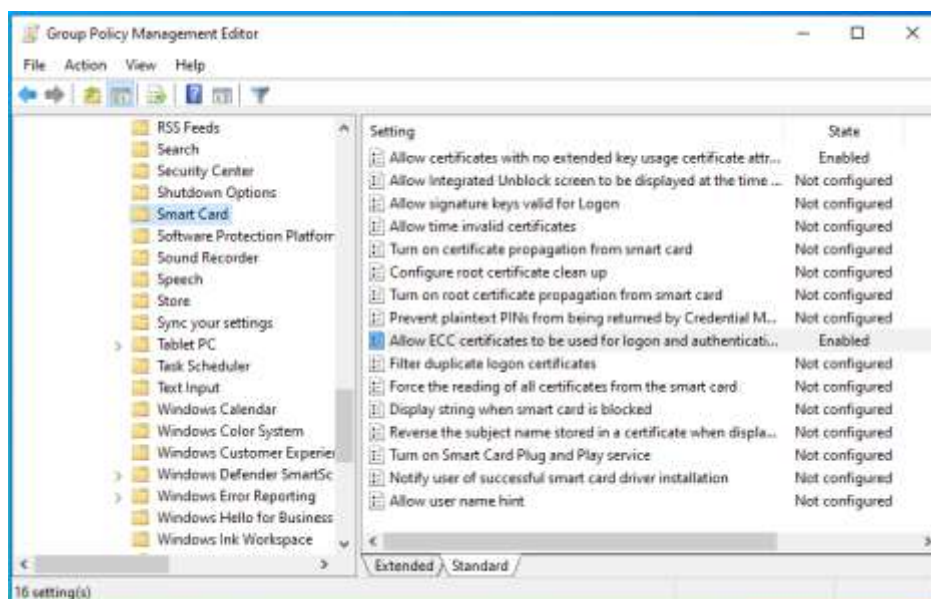 Group Policy Management Editor
File Action View Help
RSS Feeds
Search
Security Center
Shutdown Options
Smart Card
Software Protection Platforr
Sound Recorder
Speech
Store
Sync your settings
Tablet PC
Task Scheduler
Text Input
Windows Calendar
Windows Color System
Windows Customer Experie
Windows Defender SmartSc
Windows Error Reporting
Windows Hello for Business
Windows Ink Workspace
Setting State
Allow certificates with no extended key usage certificate attr... Enabled
Allow Integrated Unblock screen to be displayed at the time ... Not configured
Allow signature keys valid for Logon Not configured
Allow time invalid certificates Not configured
Turn on certificate propagation from smart card Not configured
Configure root certificate clean up Not configured
Turn on root certificate propagation from smart card Not configured
Prevent plaintext PINs from being returned by Credential M... Not configured
Allow ECC certificates to be used for logon and authenticati... Enabled
Filter duplicate logon certificates Not configured
Force the reading of all certificates from the smart card Not configured
Display string when smart card is blocked Not configured
Reverse the subject name stored in a certificate when displa... Not configured
Turn on Smart Card Plug and Play service Not configured
Notify user of successful smart card driver installation Not configured
Allow user name hint Not configured
Extended Standard
16 setting(s)